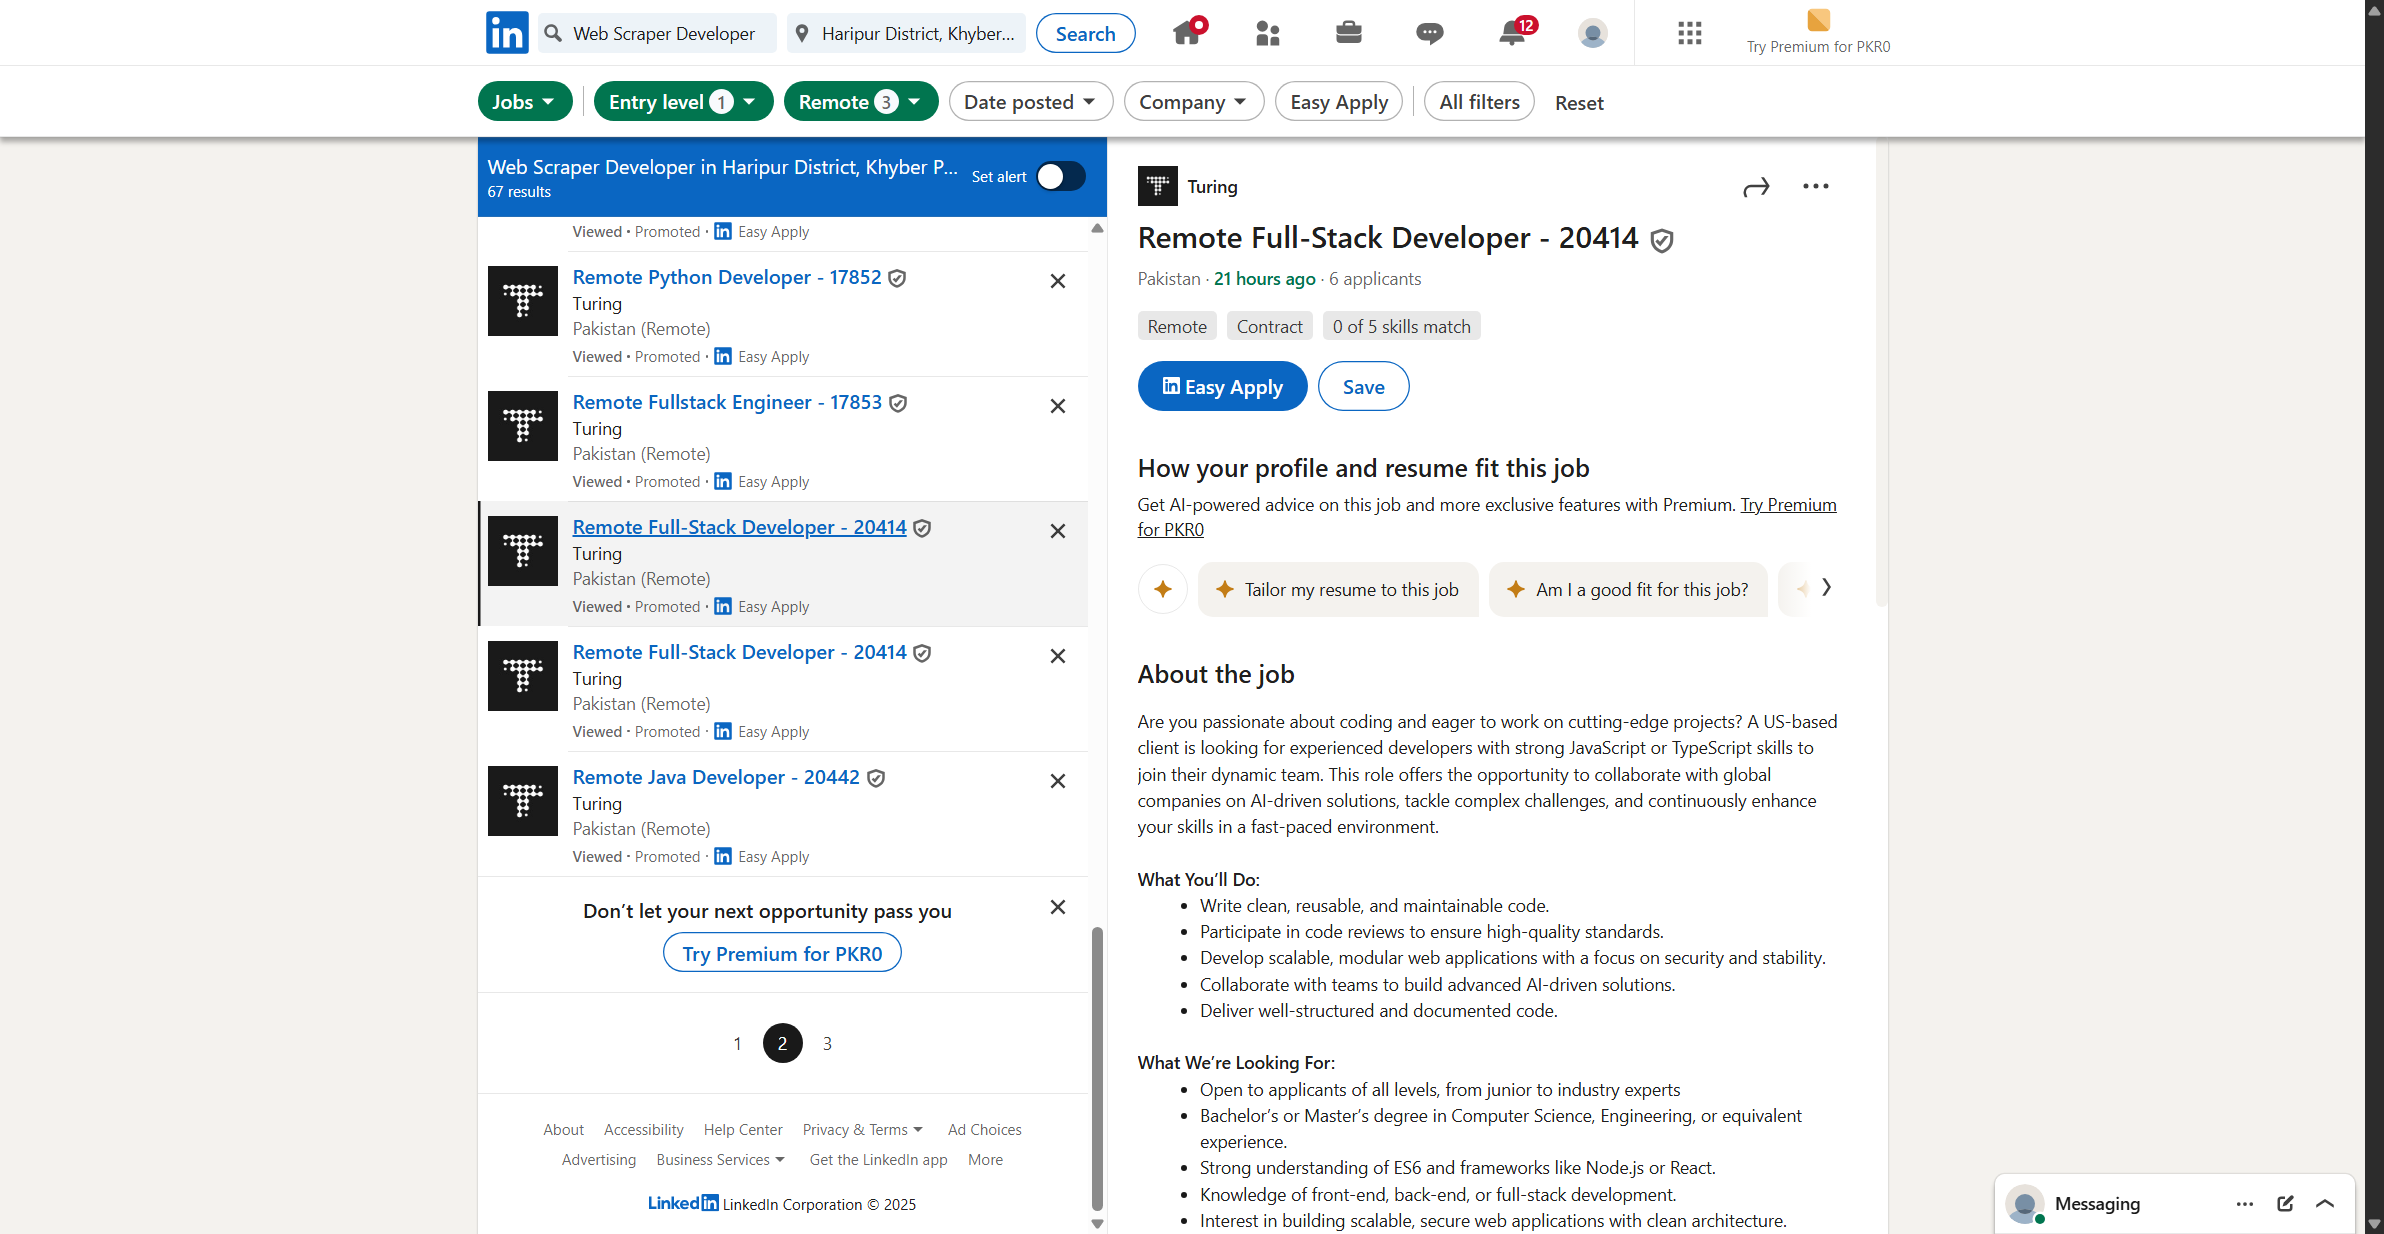 in
Web Scraper Developer
Haripur District, Khyber...
Search
12
Try Premium for PKR0
Jobs
Entry level 1
Remote 3
Date posted
Company
Easy Apply
All filters
Reset
Web Scraper Developer in Haripur District, Khyber P...
67 results
Set alert
Viewed · Promoted · in Easy Apply
Remote Python Developer - 17852
Turing
Pakistan (Remote)
Viewed · Promoted · in Easy Apply
Remote Fullstack Engineer - 17853
Turing
Pakistan (Remote)
Viewed · Promoted · in Easy Apply
Remote Full-Stack Developer - 20414
Turing
Pakistan (Remote)
Viewed · Promoted · in Easy Apply
Remote Full-Stack Developer - 20414
Turing
Pakistan (Remote)
Viewed · Promoted · in Easy Apply
Remote Java Developer - 20442
Turing
Pakistan (Remote)
Viewed · Promoted · in Easy Apply
Don’t let your next opportunity pass you
Try Premium for PKR0
1 2 3
About Accessibility Help Center Privacy & Terms Ad Choices
Advertising Business Services Get the LinkedIn app More
LinkedIn LinkedIn Corporation © 2025
Turing
Remote Full-Stack Developer - 20414
Pakistan · 21 hours ago · 6 applicants
Remote
Contract
0 of 5 skills match
in Easy Apply
Save
How your profile and resume fit this job
Get AI-powered advice on this job and more exclusive features with Premium. Try Premium
for PKR0
Tailor my resume to this job
Am I a good fit for this job?
About the job
Are you passionate about coding and eager to work on cutting-edge projects? A US-based
client is looking for experienced developers with strong JavaScript or TypeScript skills to
join their dynamic team. This role offers the opportunity to collaborate with global
companies on AI-driven solutions, tackle complex challenges, and continuously enhance
your skills in a fast-paced environment.
What You’ll Do:
• Write clean, reusable, and maintainable code.
• Participate in code reviews to ensure high-quality standards.
• Develop scalable, modular web applications with a focus on security and stability.
• Collaborate with teams to build advanced AI-driven solutions.
• Deliver well-structured and documented code.
What We’re Looking For:
• Open to applicants of all levels, from junior to industry experts
• Bachelor’s or Master’s degree in Computer Science, Engineering, or equivalent
experience.
• Strong understanding of ES6 and frameworks like Node.js or React.
• Knowledge of front-end, back-end, or full-stack development.
• Interest in building scalable, secure web applications with clean architecture.
Messaging